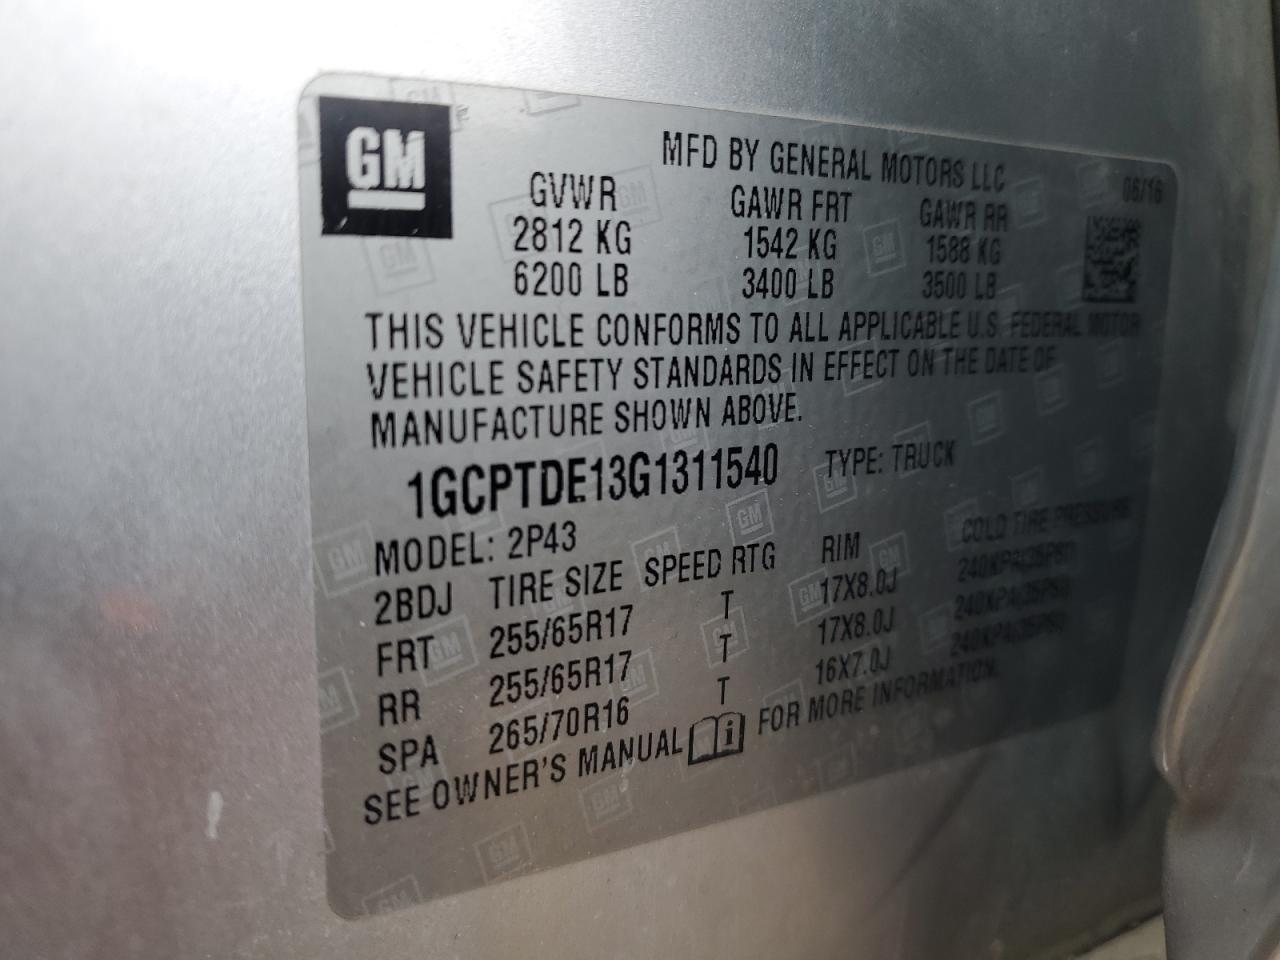 GM
MFD BY GENERAL MOTORS LLC
06/16
GVWR GAWR FRT GAWR RR
2812 KG 1542 KG 1588 KG
6200 LB 3400 LB 3500 LB
THIS VEHICLE CONFORMS TO ALL APPLICABLE U.S. FEDERAL MOTOR
VEHICLE SAFETY STANDARDS IN EFFECT ON THE DATE OF
MANUFACTURE SHOWN ABOVE.
1GCPTDE13G1311540 TYPE: TRUCK
MODEL: 2P43
2BDJ TIRE SIZE SPEED RTG RIM COLD TIRE PRESSURE
FRT 255/65R17 T 17X8.0J 240KPA(35PSI)
RR 255/65R17 T 17X8.0J 240KPA(35PSI)
SPA 265/70R16 T 16X7.0J 240KPA(35PSI)
SEE OWNER'S MANUAL FOR MORE INFORMATION.